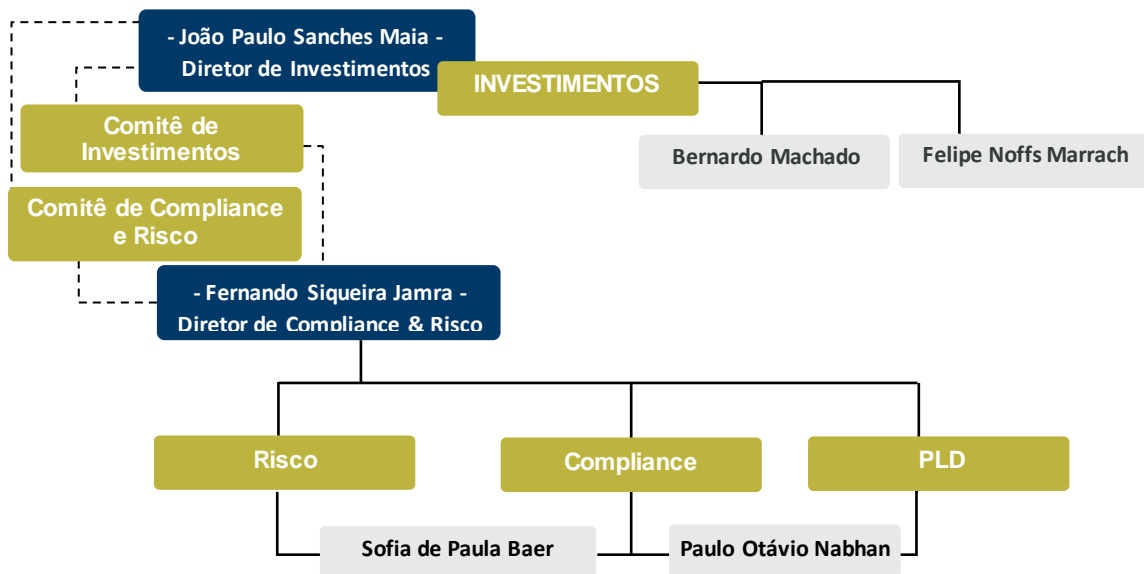 - João Paulo Sanches Maia -
Diretor de Investimentos
INVESTIMENTOS
Comitê de
Investimentos
Bernardo Machado
Felipe Noffs Marrach
Comitê de Compliance
e Risco
- Fernando Siqueira Jamra -
Diretor de Compliance & Risco
Risco
Compliance
PLD
Sofia de Paula Baer
Paulo Otávio Nabhan